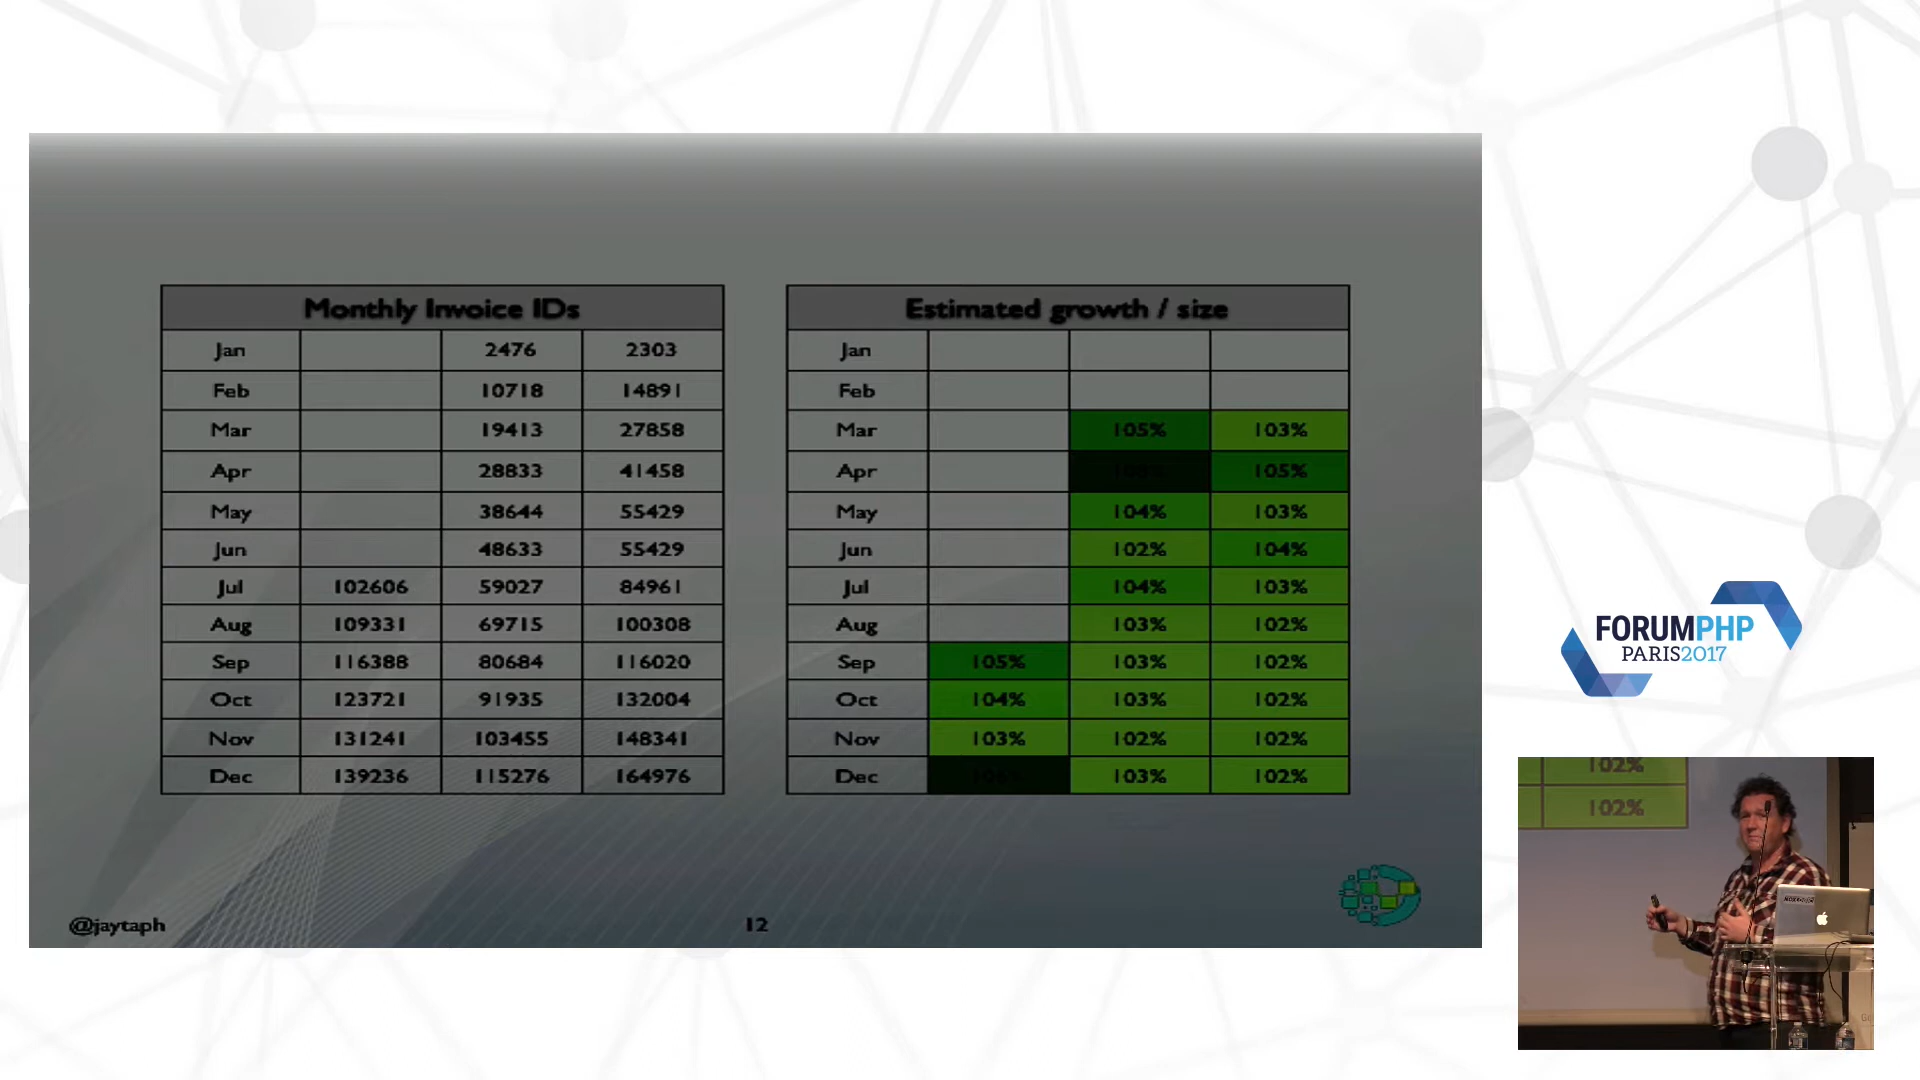 Monthly Invoice IDs
Jan 2476 2303
Feb 10718 14891
Mar 19413 27858
Apr 28833 41458
May 38644 55429
Jun 48633 55429
Jul 102606 59027 84961
Aug 109331 69715 100308
Sep 116388 80684 116020
Oct 123721 91935 132004
Nov 131241 103455 148341
Dec 139236 115276 164976
Estimated growth / size
Jan
Feb
Mar 105% 103%
Apr 105%
May 104% 103%
Jun 102% 104%
Jul 104% 103%
Aug 103% 102%
Sep 105% 103% 102%
Oct 104% 103% 102%
Nov 103% 102% 102%
Dec 103% 102%
@jaytaph
12
FORUMPHP
PARIS2017
102%
102%